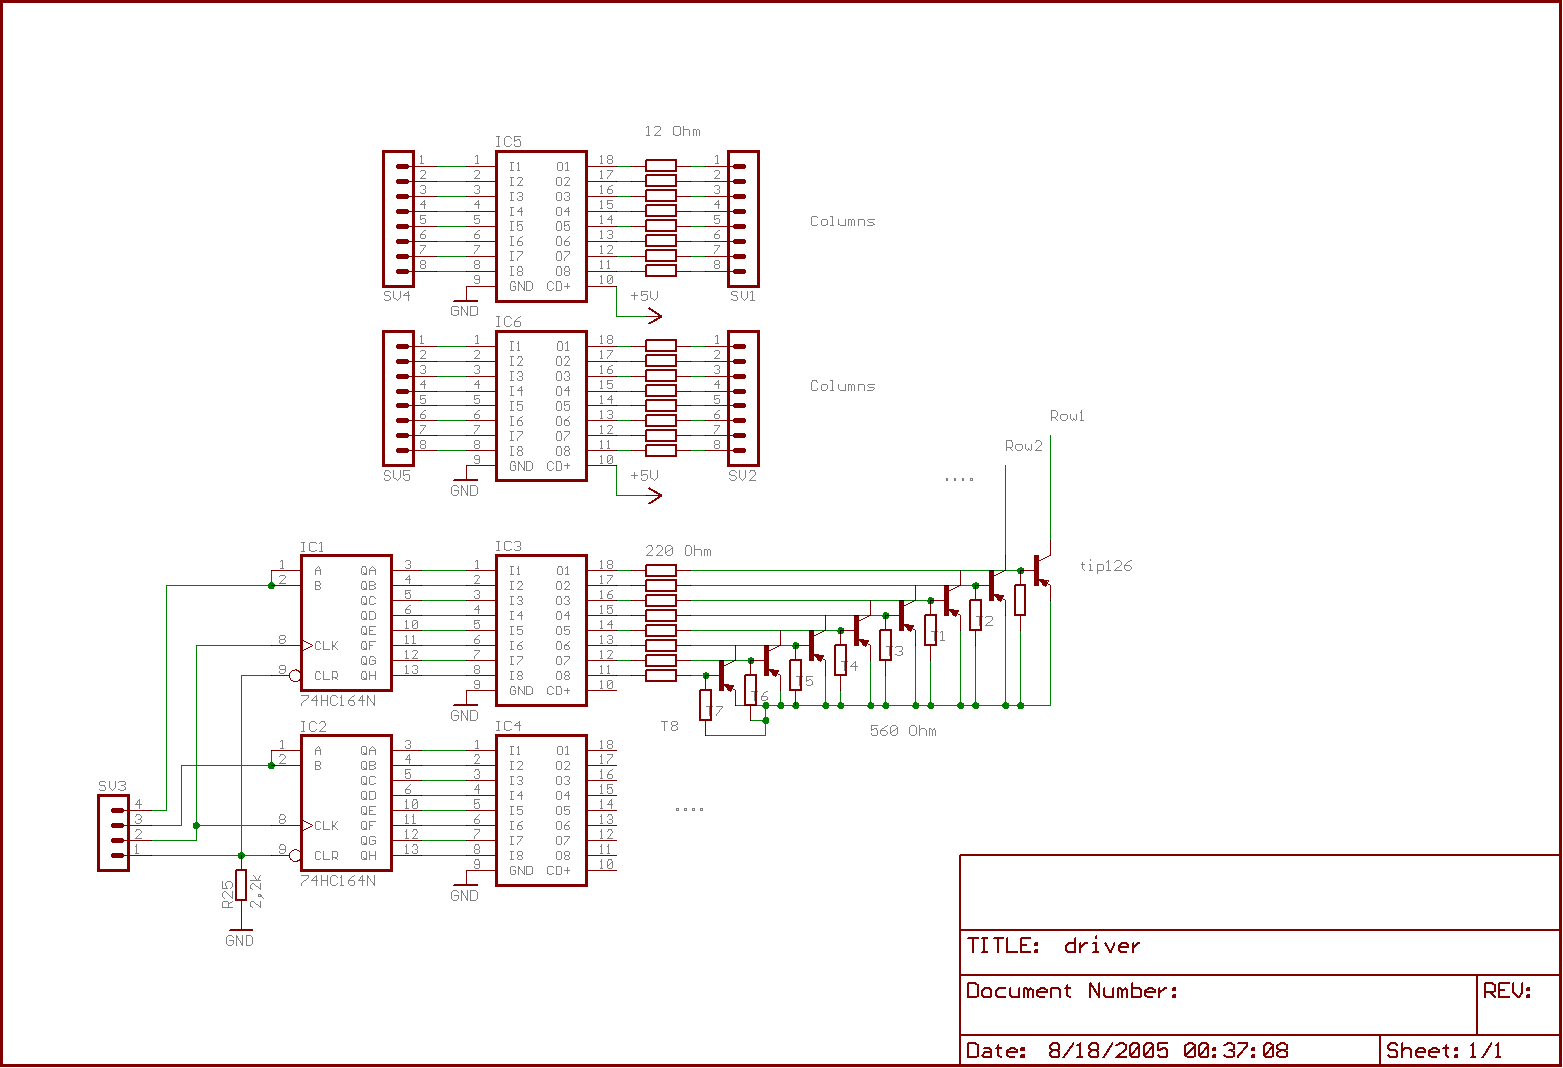 12 Ohm
IC5
1 1 I1 O1 18 1
2 2 I2 O2 17 2
3 3 I3 O3 16 3
4 4 I4 O4 15 4
5 5 I5 O5 14 5
6 6 I6 O6 13 6
7 7 I7 O7 12 7
8 8 I8 O8 11 8
9 GND CD+ 10
Columns
SV4 GND +5V SV1
IC6
1 1 I1 O1 18 1
2 2 I2 O2 17 2
3 3 I3 O3 16 3
4 4 I4 O4 15 4
5 5 I5 O5 14 5
6 6 I6 O6 13 6
7 7 I7 O7 12 7
8 8 I8 O8 11 8
9 GND CD+ 10
Columns
SV5 GND +5V SV2
Row1
Row2
....
IC1 IC3 220 Ohm
1 A QA 3 1 I1 O1 18
2 B QB 4 2 I2 O2 17
QC 5 3 I3 O3 16
QD 6 4 I4 O4 15
QE 10 5 I5 O5 14
8 CLK QF 11 6 I6 O6 13
QG 12 7 I7 O7 12
9 CLR QH 13 8 I8 O8 11
9 GND CD+ 10
74HC164N GND
tip126
T2
T1
T3
T4
T5
T6
T7
T8
560 Ohm
IC2 IC4
1 A QA 3 1 I1 O1 18
2 B QB 4 2 I2 O2 17
QC 5 3 I3 O3 16
QD 6 4 I4 O4 15
QE 10 5 I5 O5 14
8 CLK QF 11 6 I6 O6 13
QG 12 7 I7 O7 12
9 CLR QH 13 8 I8 O8 11
9 GND CD+ 10
74HC164N GND
....
SV3
4
3
2
1
R25
2,2k
GND
TITLE: driver
Document Number:
REV:
Date: 8/18/2005 00:37:08
Sheet: 1/1